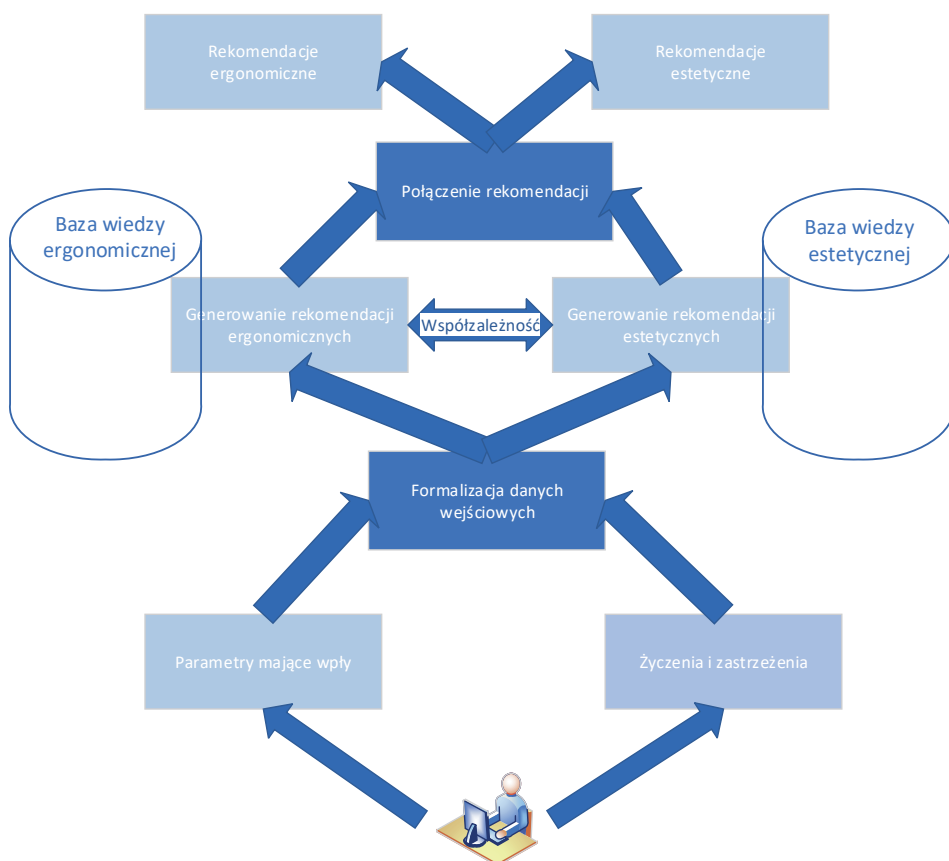 Rekomendacje
ergonomiczne
Rekomendacje
estetyczne
Połączenie rekomendacji
Baza wiedzy
ergonomicznej
Baza wiedzy
estetycznej
Generowanie rekomendacji
ergonomicznych
Współzależność
Generowanie rekomendacji
estetycznych
Formalizacja danych
wejściowych
Parametry mające wpły
Życzenia i zastrzeżenia